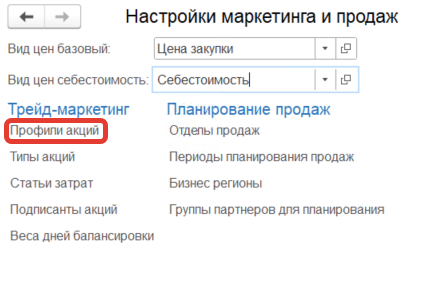 Настройки маркетинга и продаж
Вид цен базовый: Цена закупки
Вид цен себестоимость: Себестоимость
Трейд-маркетинг Планирование продаж
Профили акций Отделы продаж
Типы акций Периоды планирования продаж
Статьи затрат Бизнес регионы
Подписанты акций Группы партнеров для планирования
Веса дней балансировки